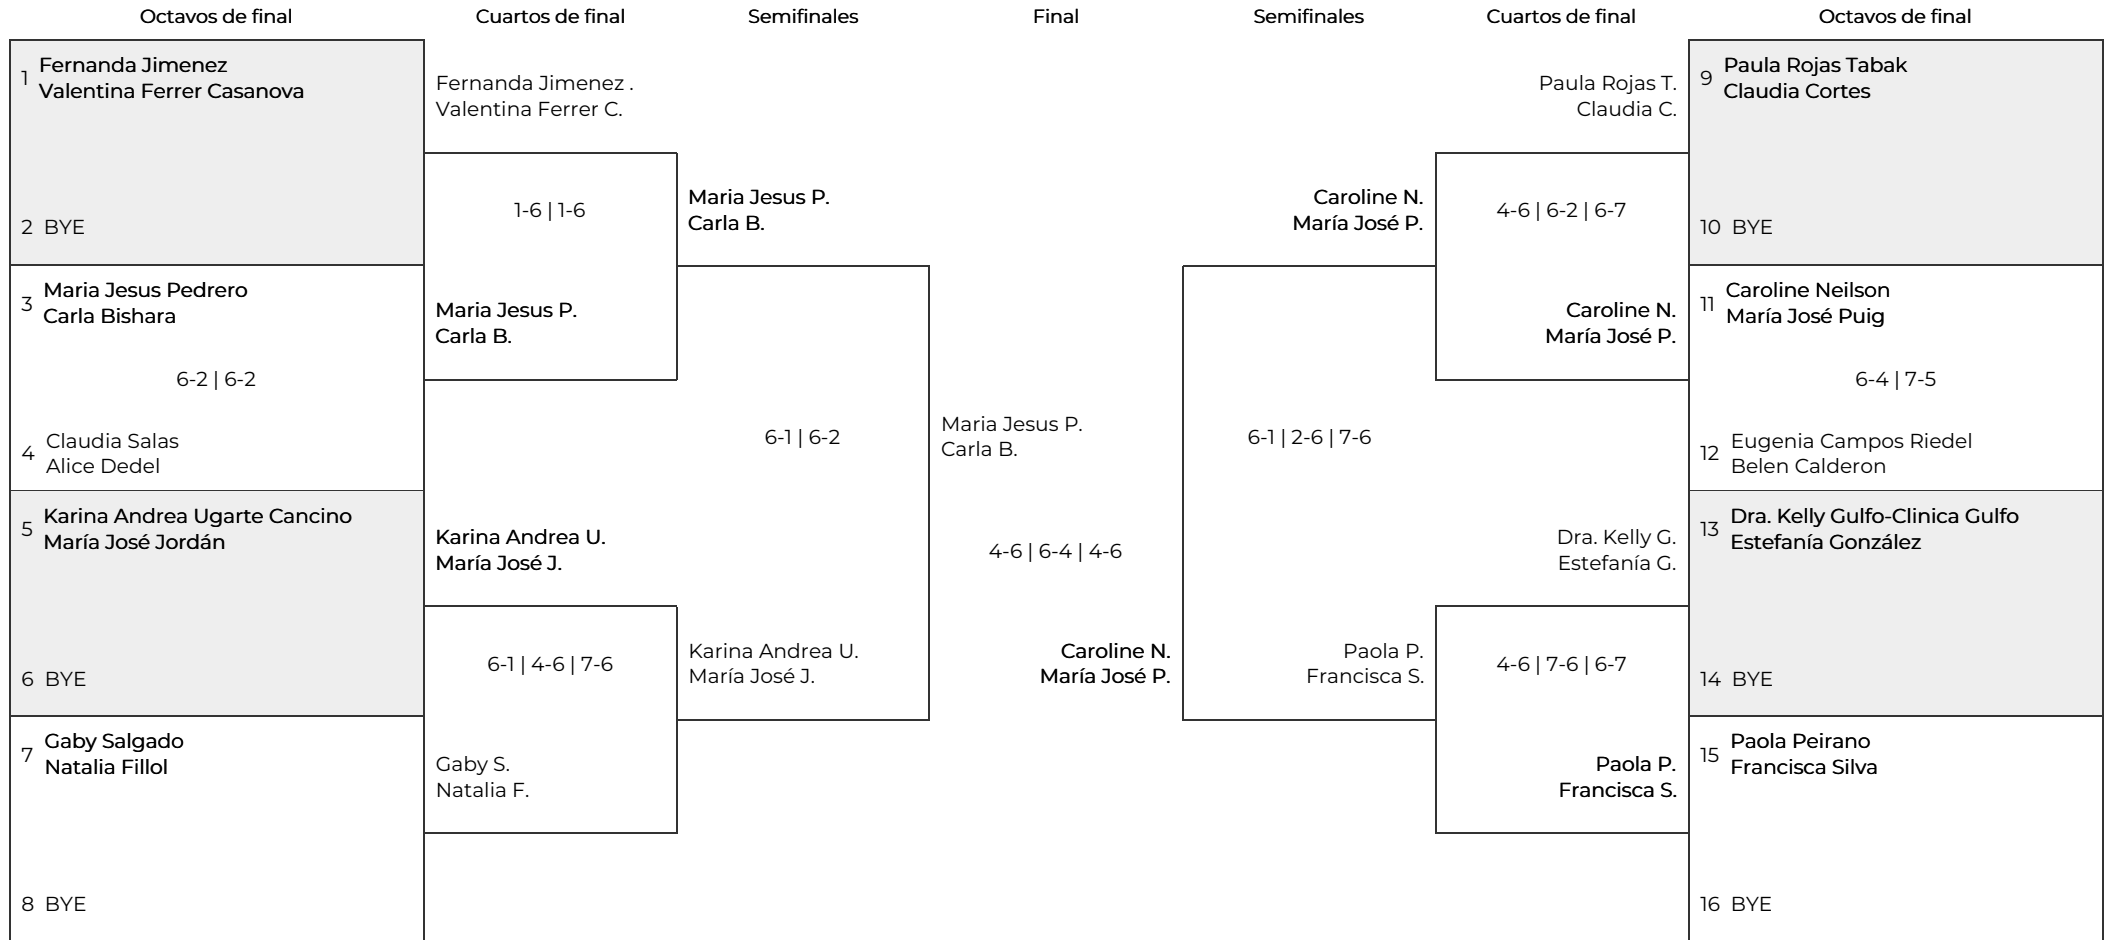 Octavos de final
Cuartos de final
Semifinales
Final
Semifinales
Cuartos de final
Octavos de final
1 Fernanda Jimenez
Valentina Ferrer Casanova
2 BYE
3 Maria Jesus Pedrero
Carla Bishara
6-2 | 6-2
4 Claudia Salas
Alice Dedel
5 Karina Andrea Ugarte Cancino
María José Jordán
6 BYE
7 Gaby Salgado
Natalia Fillol
8 BYE
Fernanda Jimenez .
Valentina Ferrer C.
1-6 | 1-6
Maria Jesus P.
Carla B.
Karina Andrea U.
María José J.
6-1 | 4-6 | 7-6
Gaby S.
Natalia F.
Maria Jesus P.
Carla B.
6-1 | 6-2
Karina Andrea U.
María José J.
Maria Jesus P.
Carla B.
4-6 | 6-4 | 4-6
Caroline N.
María José P.
Caroline N.
María José P.
6-1 | 2-6 | 7-6
Paola P.
Francisca S.
Paula Rojas T.
Claudia C.
4-6 | 6-2 | 6-7
Caroline N.
María José P.
Dra. Kelly G.
Estefanía G.
4-6 | 7-6 | 6-7
Paola P.
Francisca S.
9 Paula Rojas Tabak
Claudia Cortes
10 BYE
11 Caroline Neilson
María José Puig
6-4 | 7-5
12 Eugenia Campos Riedel
Belen Calderon
13 Dra. Kelly Gulfo-Clinica Gulfo
Estefanía González
14 BYE
15 Paola Peirano
Francisca Silva
16 BYE